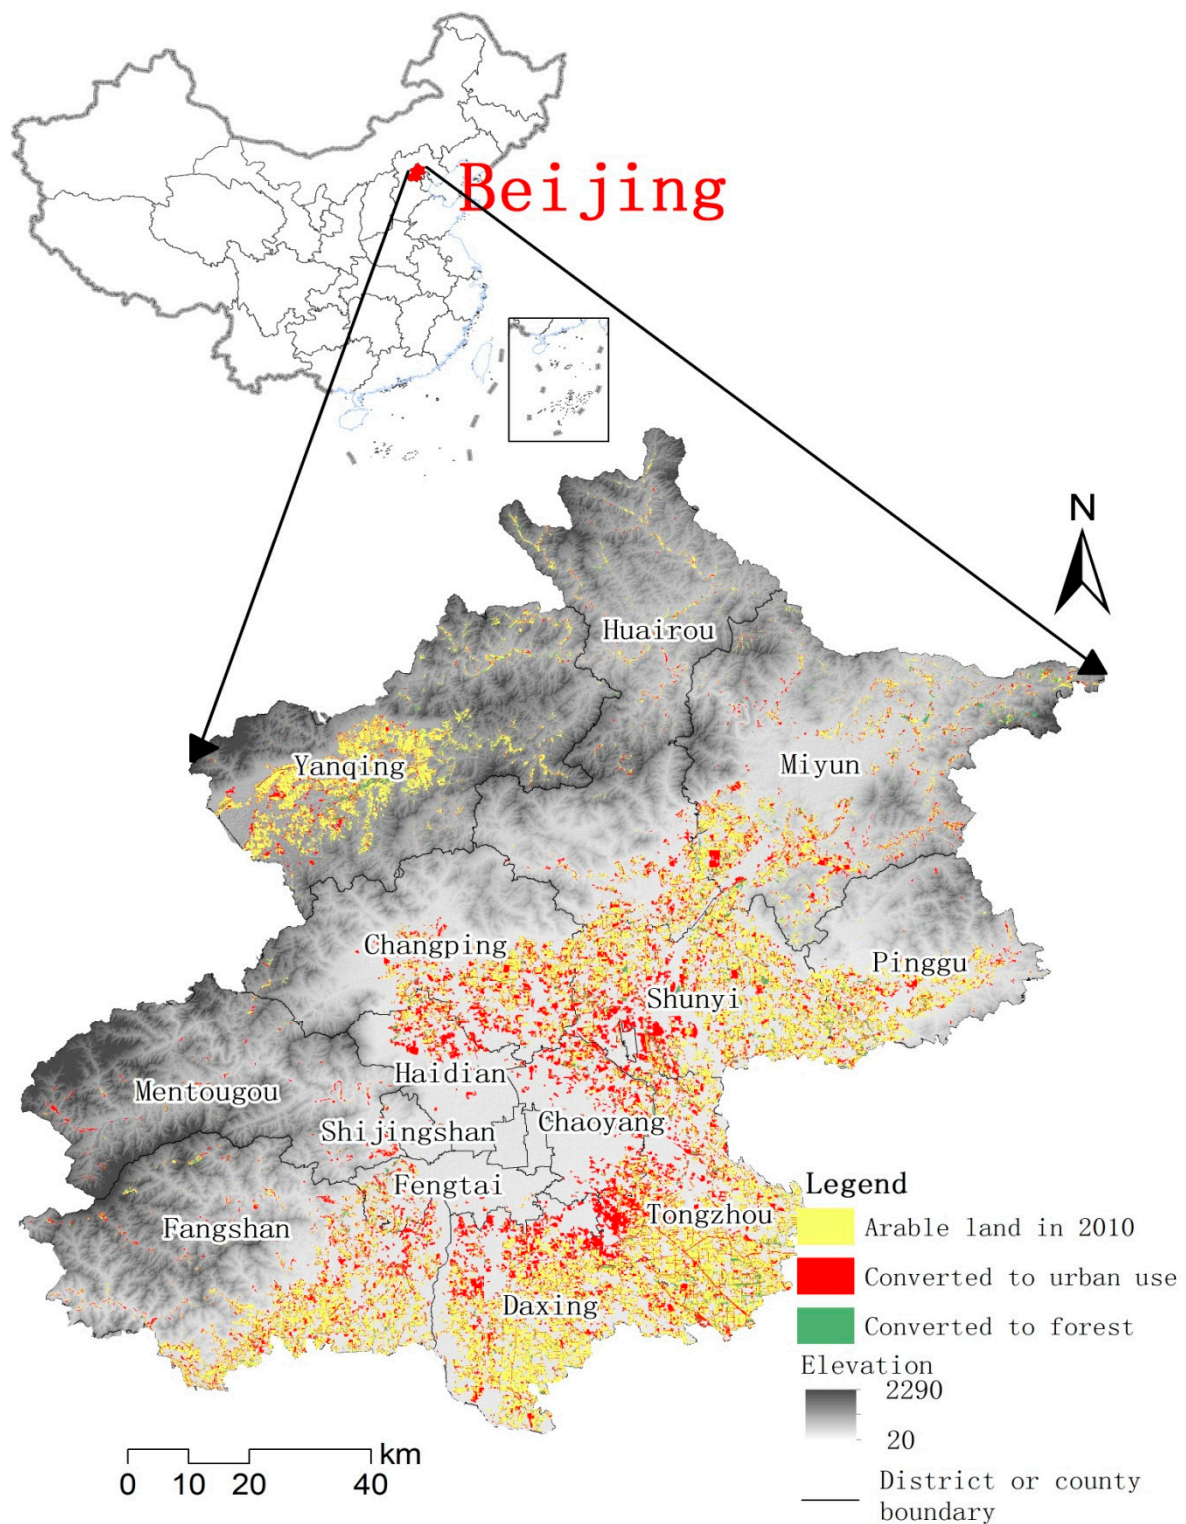 Beijing
N
Huairou
Yanqing
Miyun
Changping
Pinggu
Shunyi
Haidian
Mentougou
Chaoyang
Shijingshan
Fengtai
Tongzhou
Fangshan
Daxing
Legend
Arable land in 2010
Converted to urban use
Converted to forest
Elevation
2290
20
District or county
boundary
km
0 10 20 40